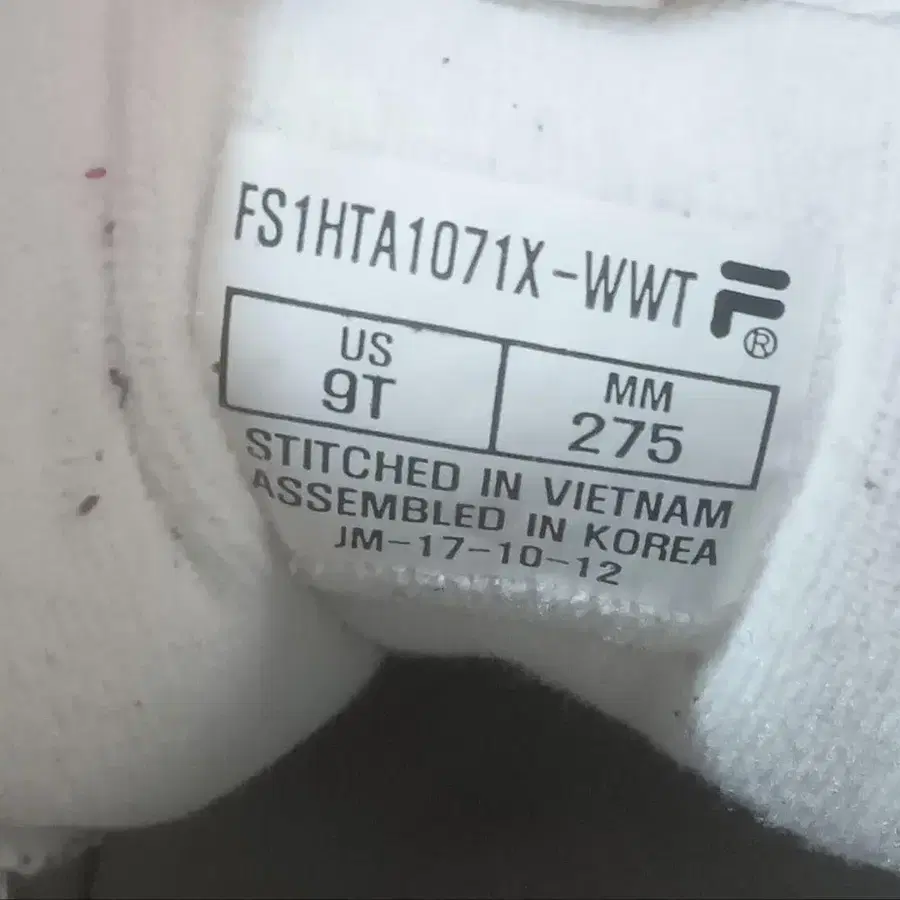 FS1HTA1071X-WWT
US
9T
MM
275
STITCHED IN VIETNAM
ASSEMBLED IN KOREA
JM-17-10-12